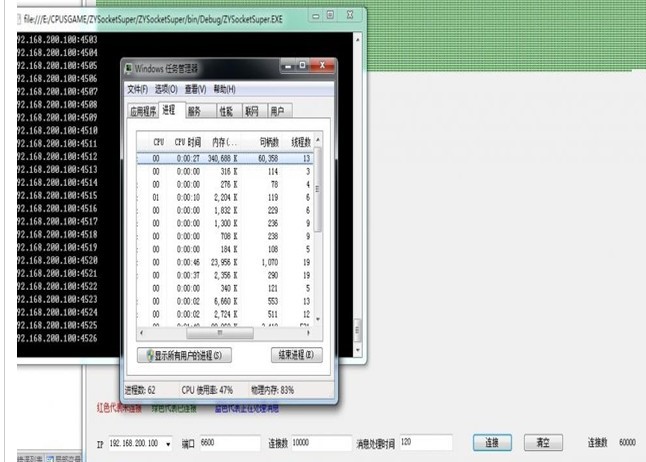 file:///E:/CPUSGAME/ZYSocketSuper/ZYSocketSuper/bin/Debug/ZYSocketSuper.EXE
92.168.200.100:4503
92.168.200.100:4504
92.168.200.100:4505
92.168.200.100:4506
92.168.200.100:4507
92.168.200.100:4508
92.168.200.100:4509
92.168.200.100:4510
92.168.200.100:4511
92.168.200.100:4512
92.168.200.100:4513
92.168.200.100:4514
92.168.200.100:4515
92.168.200.100:4516
92.168.200.100:4517
92.168.200.100:4518
92.168.200.100:4519
92.168.200.100:4520
92.168.200.100:4521
92.168.200.100:4522
92.168.200.100:4523
92.168.200.100:4524
92.168.200.100:4525
92.168.200.100:4526
Windows 任务管理器
文件(F) 选项(O) 查看(V) 帮助(H)
应用程序 进程 服务 性能 联网 用户
CPU CPU 时间 内存(... 句柄数 线程数
00 0:00:27 340,688 K 60,358 13
00 0:00:00 316 K 114 3
00 0:00:00 276 K 78 4
01 0:00:10 2,204 K 119 6
00 0:00:00 1,832 K 229 6
00 0:00:00 1,300 K 236 9
00 0:00:00 708 K 238 9
00 0:00:00 184 K 108 5
00 0:00:46 23,956 K 1,070 19
00 0:00:37 2,356 K 290 19
00 0:00:00 340 K 121 5
00 0:00:02 6,660 K 553 13
00 0:00:02 2,724 K 511 12
显示所有用户的进程(S) 结束进程(E)
进程数: 62 CPU 使用率: 47% 物理内存: 83%
红色代表未连接 绿色代表已连接 蓝色代表正在处理消息
IP 192.168.200.100 端口 6600 连接数 10000 消息处理时间 120 连接 清空 连接数 60000